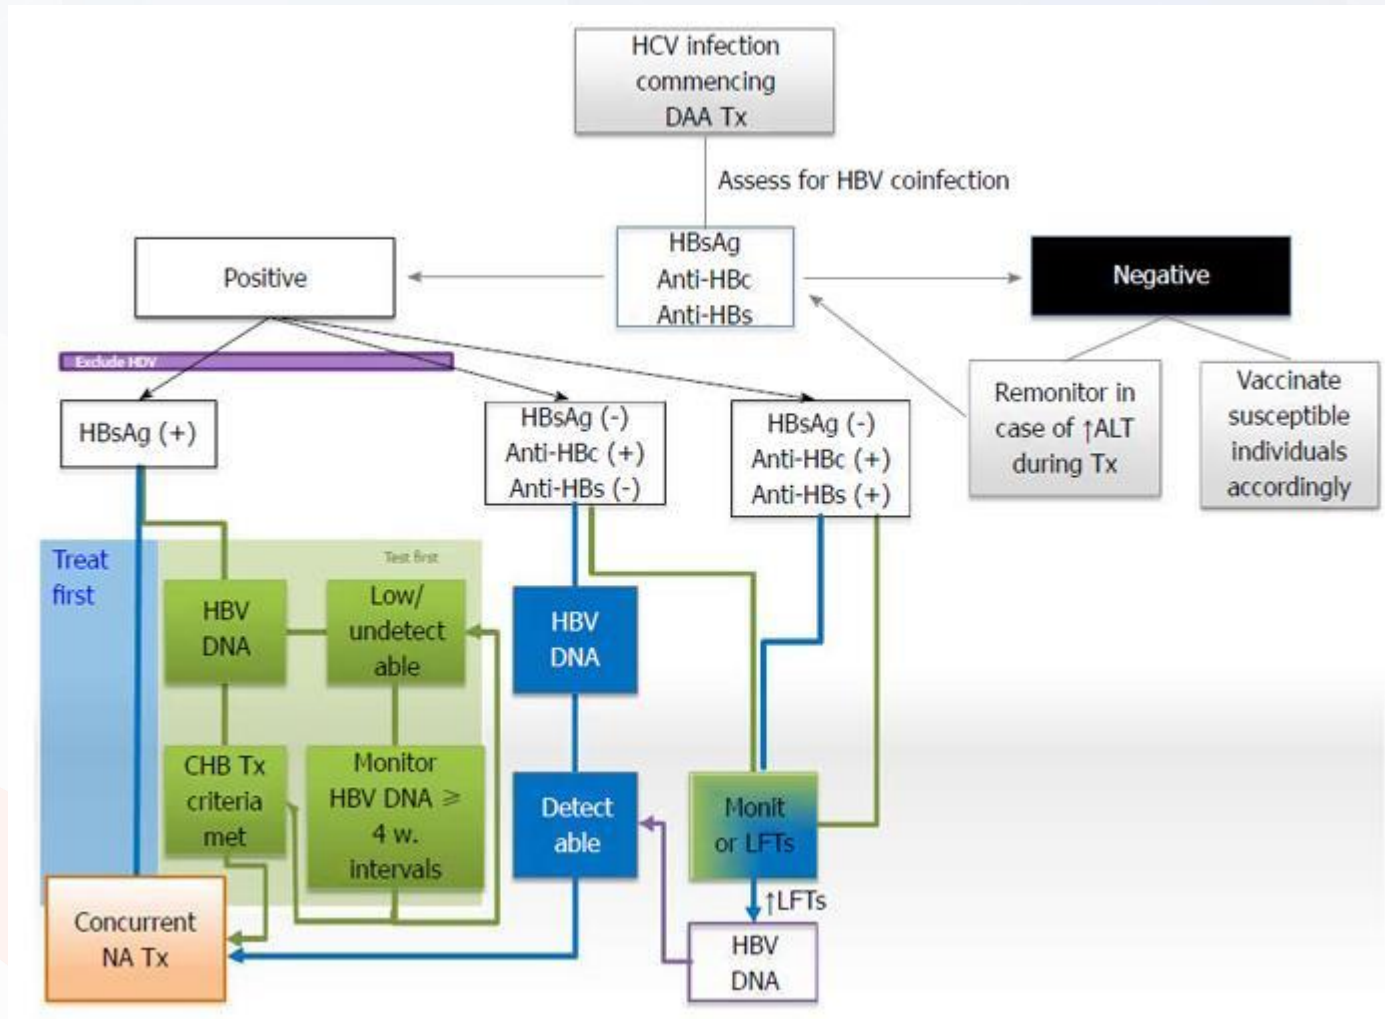 HCV infection
commencing
DAA Tx
Assess for HBV coinfection
HBsAg
Anti-HBc
Anti-HBs
Positive
Negative
Exclude HDV
HBsAg (+)
HBsAg (-)
Anti-HBc (+)
Anti-HBs (-)
HBsAg (-)
Anti-HBc (+)
Anti-HBs (+)
Remonitor in
case of ↑ALT
during Tx
Vaccinate
susceptible
individuals
accordingly
Treat
first
Test first
HBV
DNA
Low/
undetect
able
HBV
DNA
CHB Tx
criteria
met
Monitor
HBV DNA ≥
4 w.
intervals
Detect
able
Monit
or LFTs
↑LFTs
Concurrent
NA Tx
HBV
DNA